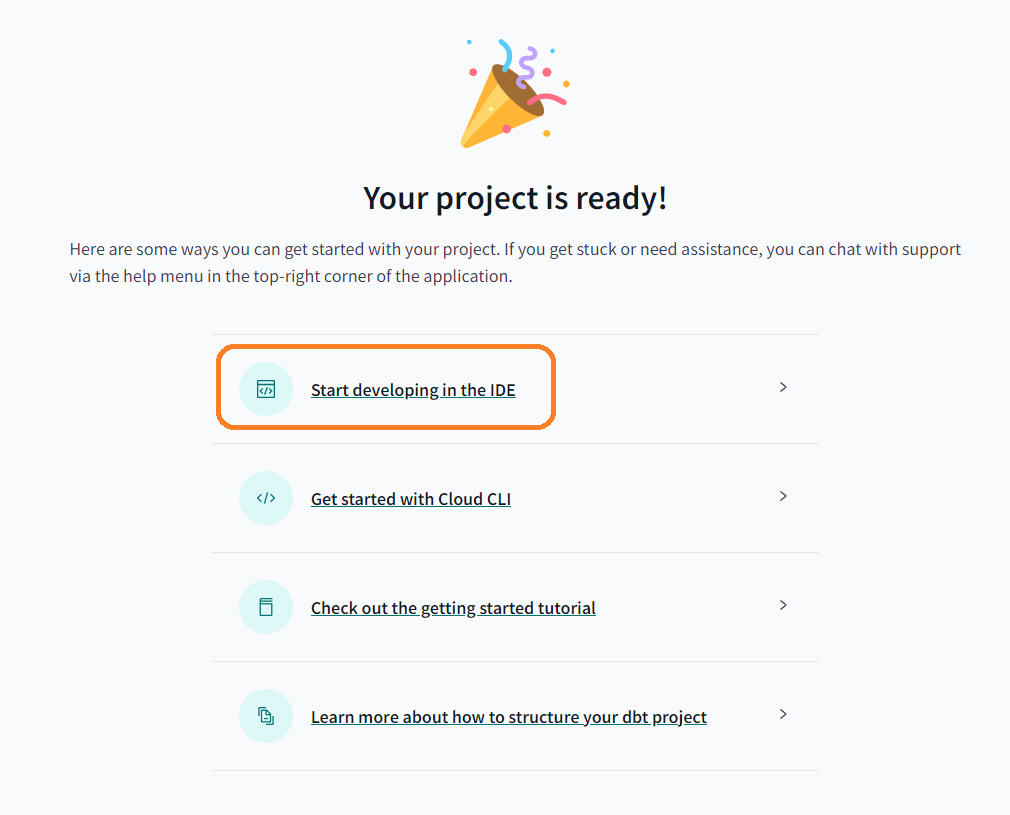 Your project is ready!
Here are some ways you can get started with your project. If you get stuck or need assistance, you can chat with support
via the help menu in the top-right corner of the application.
Start developing in the IDE
Get started with Cloud CLI
Check out the getting started tutorial
Learn more about how to structure your dbt project